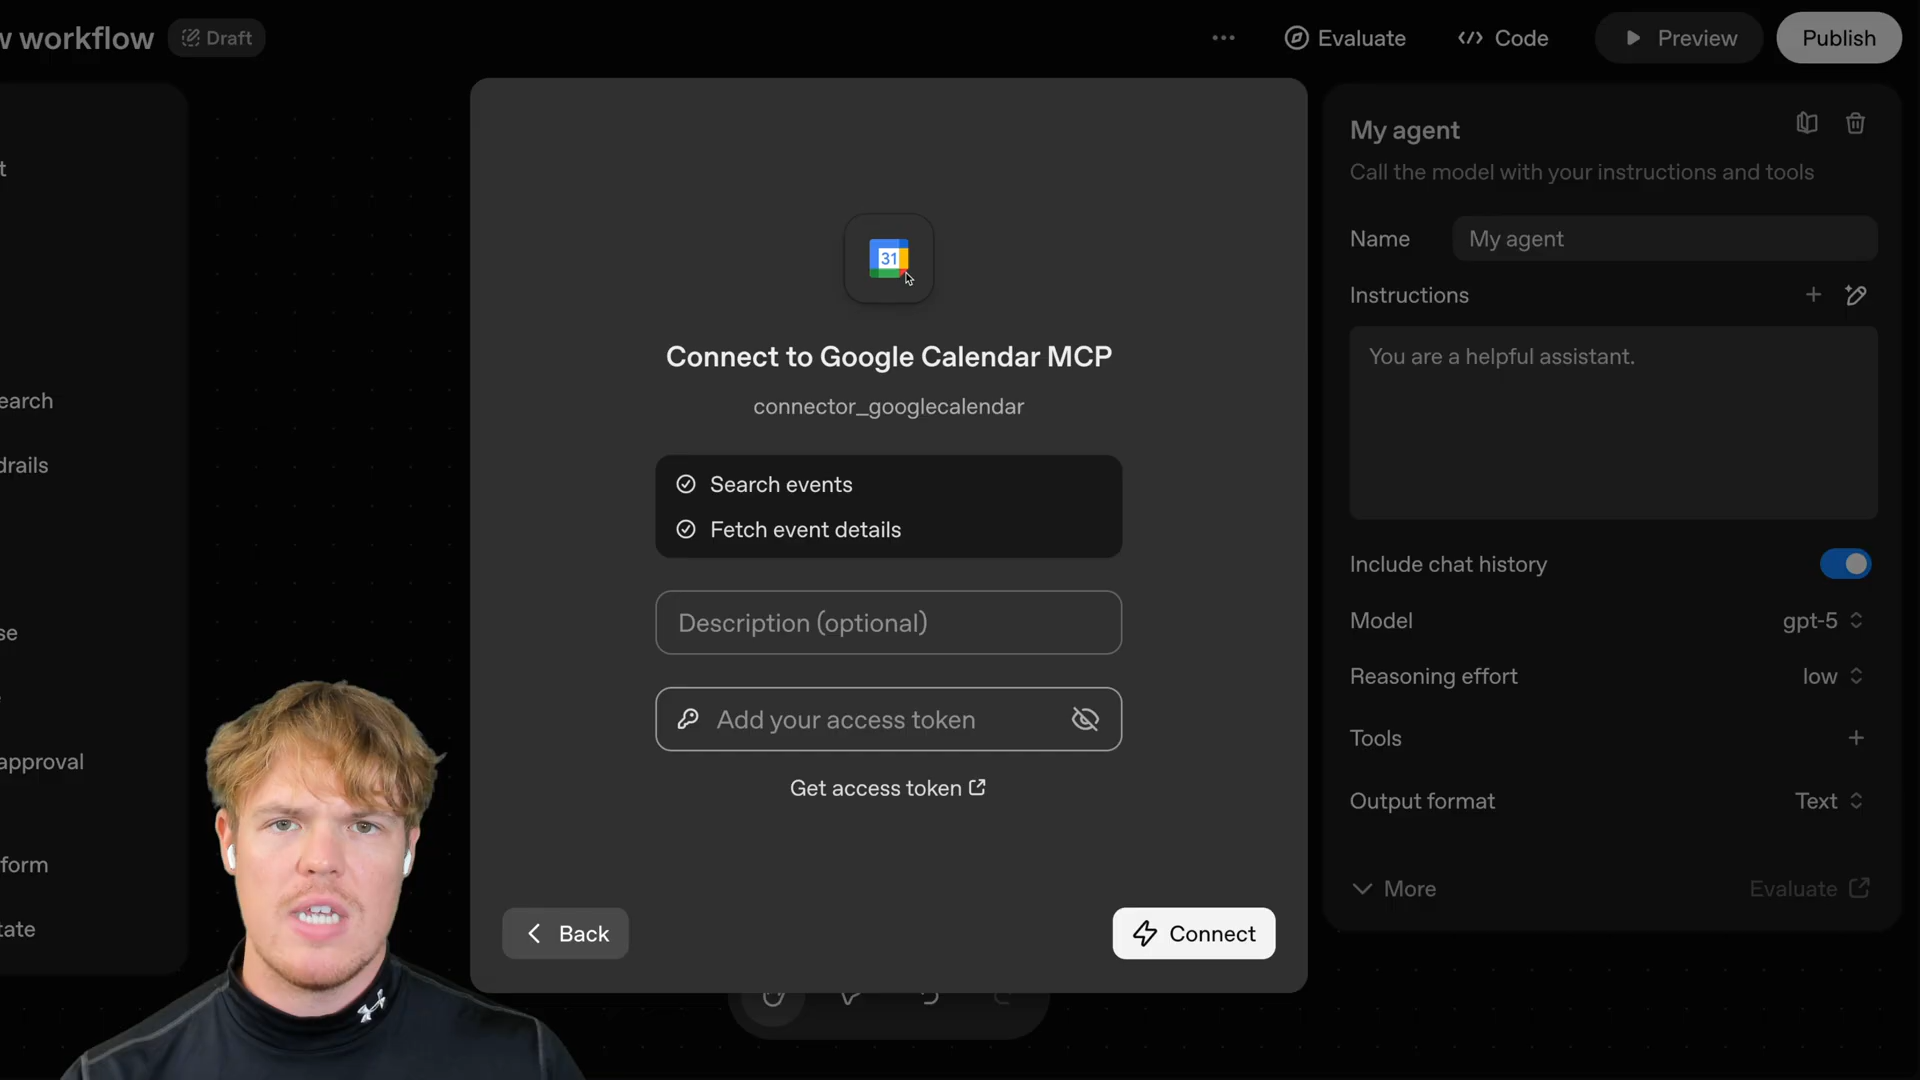 w workflow
Draft
Evaluate
Code
Preview
Publish
t
earch
drails
se
approval
form
tate
31
Connect to Google Calendar MCP
connector_googlecalendar
Search events
Fetch event details
Description (optional)
Add your access token
Get access token
Back
Connect
My agent
Call the model with your instructions and tools
Name
My agent
Instructions
You are a helpful assistant.
Include chat history
Model
gpt-5
Reasoning effort
low
Tools
Output format
Text
More
Evaluate